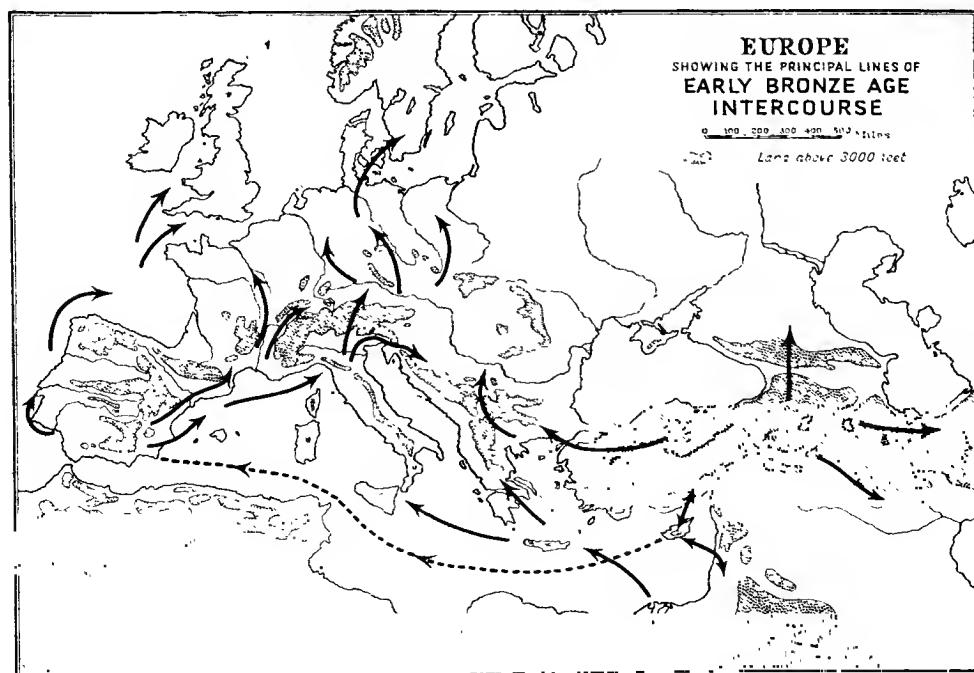 EUROPE
SHOWING THE PRINCIPAL LINES OF
EARLY BRONZE AGE
INTERCOURSE
0 100 200 300 400 500 Miles
Land above 3000 feet